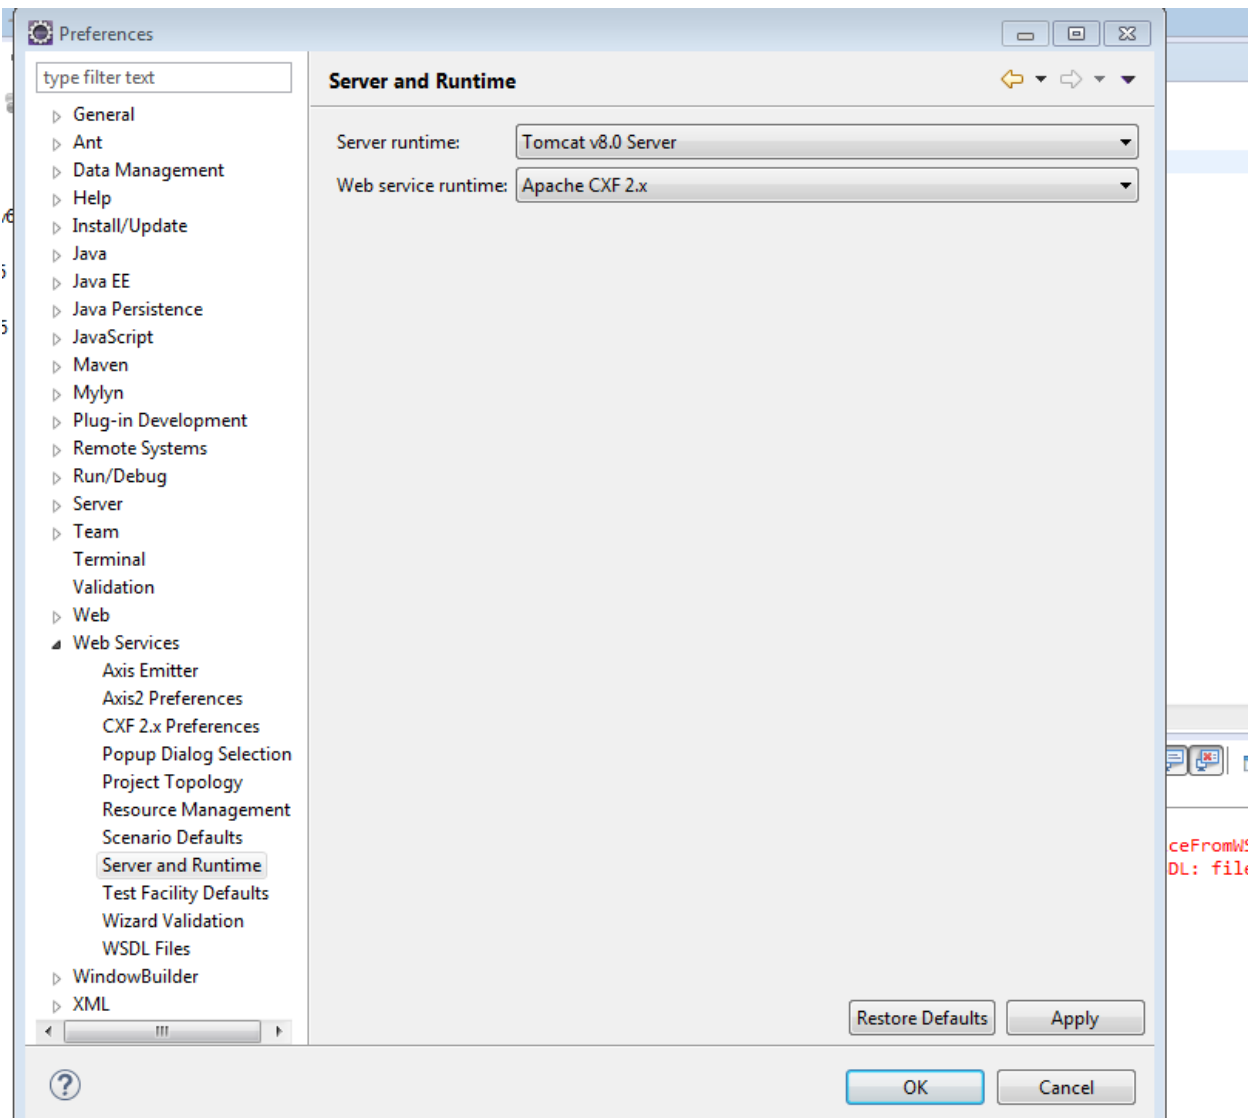 Preferences
type filter text
General
Ant
Data Management
Help
Install/Update
Java
Java EE
Java Persistence
JavaScript
Maven
Mylyn
Plug-in Development
Remote Systems
Run/Debug
Server
Team
Terminal
Validation
Web
Web Services
Axis Emitter
Axis2 Preferences
CXF 2.x Preferences
Popup Dialog Selection
Project Topology
Resource Management
Scenario Defaults
Server and Runtime
Test Facility Defaults
Wizard Validation
WSDL Files
WindowBuilder
XML
Server and Runtime
Server runtime: Tomcat v8.0 Server
Web service runtime: Apache CXF 2.x
Restore Defaults Apply
OK Cancel
ceFromWS
DL: file